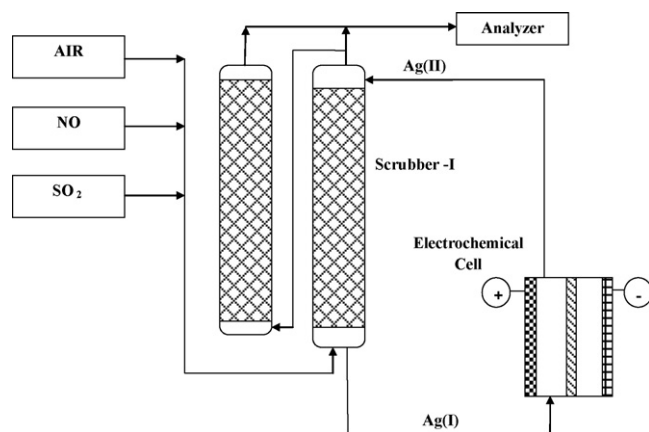 Analyzer
AIR
Ag(II)
NO
Scrubber -I
SO₂
Electrochemical
Cell
+
-
Ag(I)